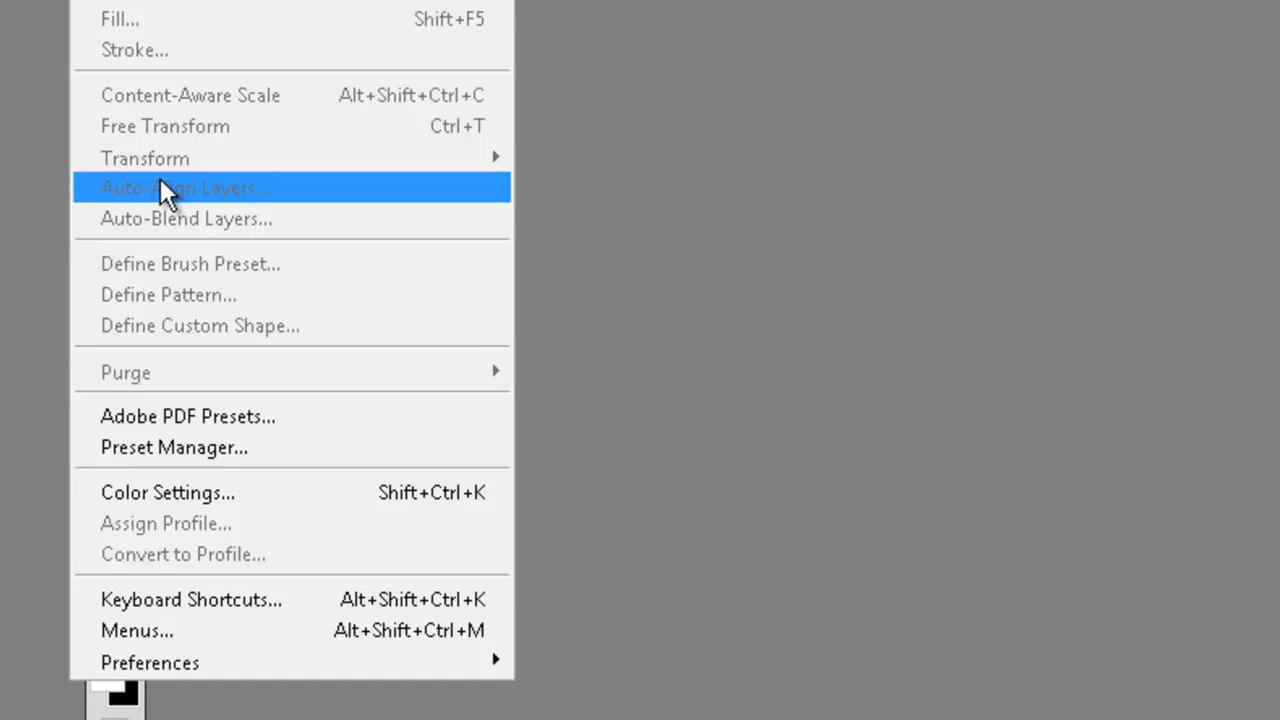 Fill... Shift+F5
Stroke...
Content-Aware Scale Alt+Shift+Ctrl+C
Free Transform Ctrl+T
Transform
Auto-Align Layers...
Auto-Blend Layers...
Define Brush Preset...
Define Pattern...
Define Custom Shape...
Purge
Adobe PDF Presets...
Preset Manager...
Color Settings... Shift+Ctrl+K
Assign Profile...
Convert to Profile...
Keyboard Shortcuts... Alt+Shift+Ctrl+K
Menus... Alt+Shift+Ctrl+M
Preferences